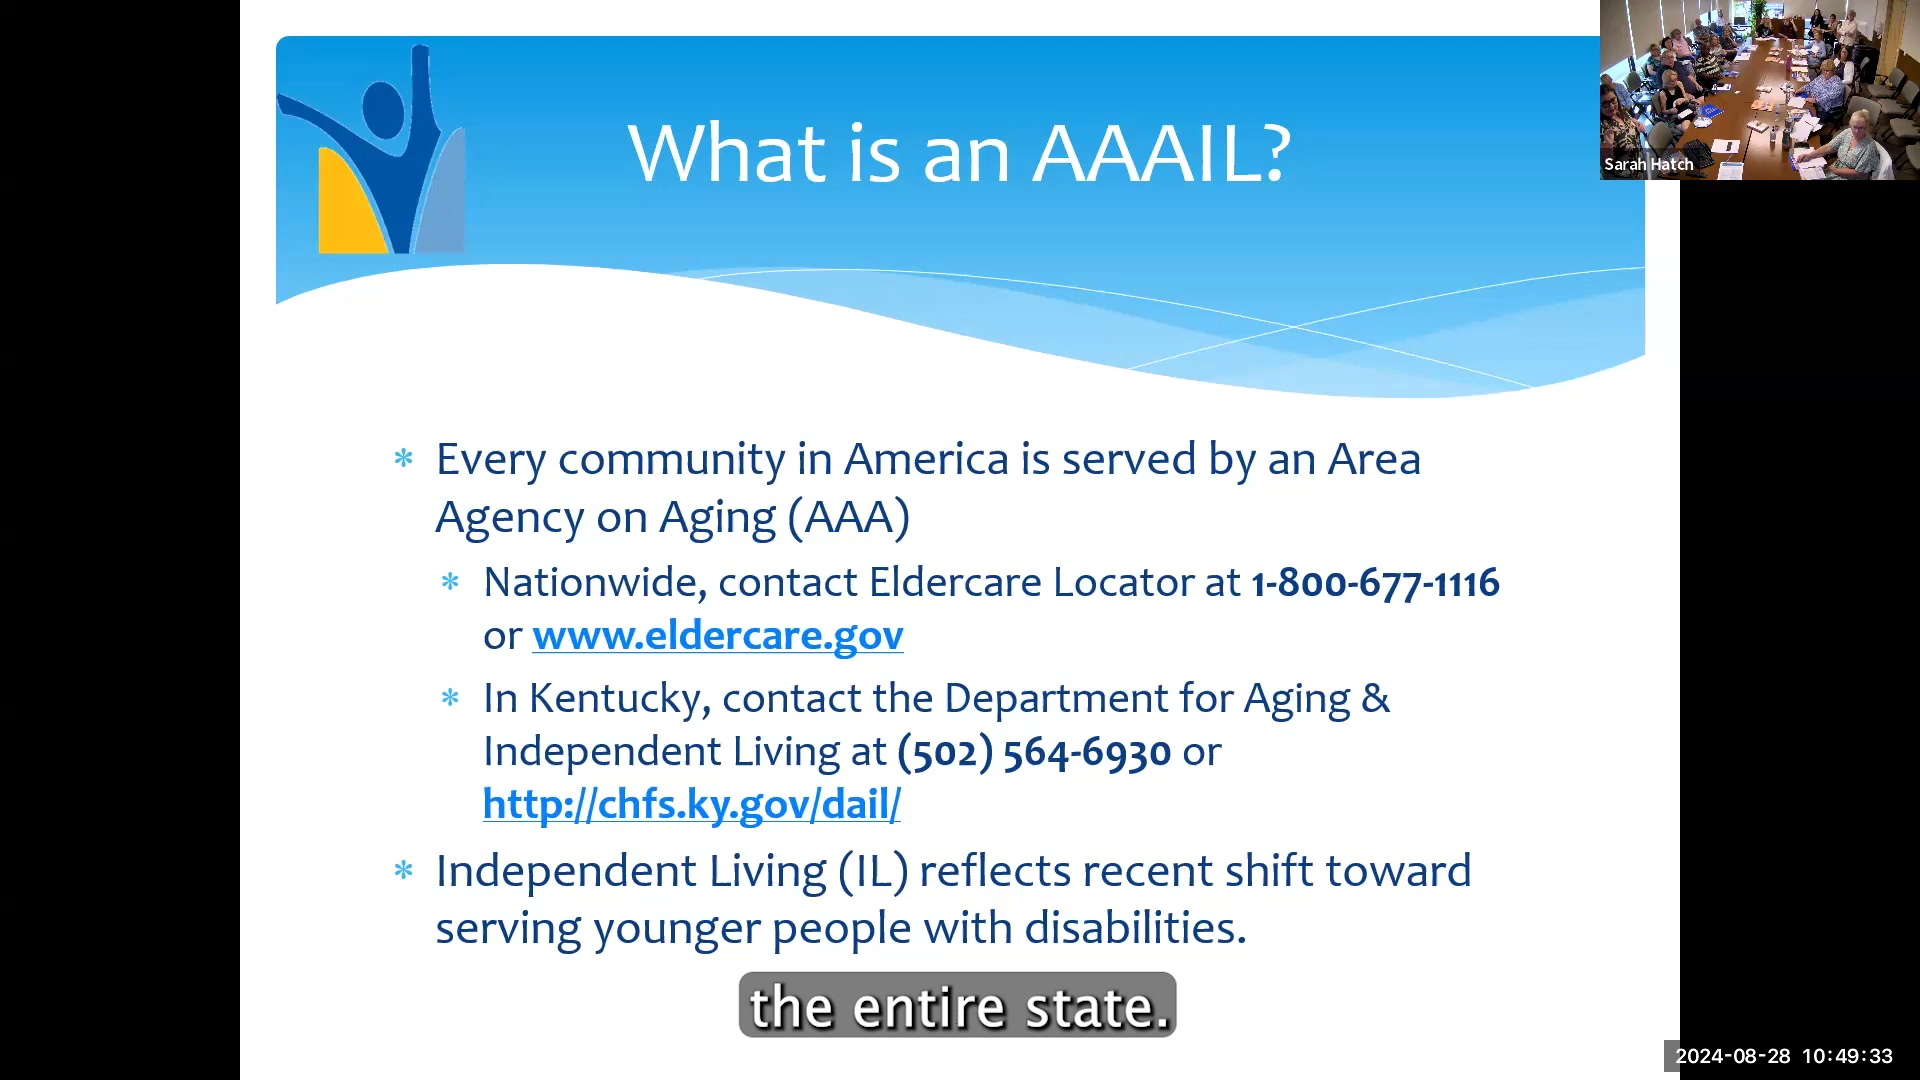 What is an AAAIL?
Sarah Hatch
* Every community in America is served by an Area
Agency on Aging (AAA)
* Nationwide, contact Eldercare Locator at 1-800-677-1116
or www.eldercare.gov
* In Kentucky, contact the Department for Aging &
Independent Living at (502) 564-6930 or
http://chfs.ky.gov/dail/
* Independent Living (IL) reflects recent shift toward
serving younger people with disabilities.
the entire state.
2024-08-28 10:49:33